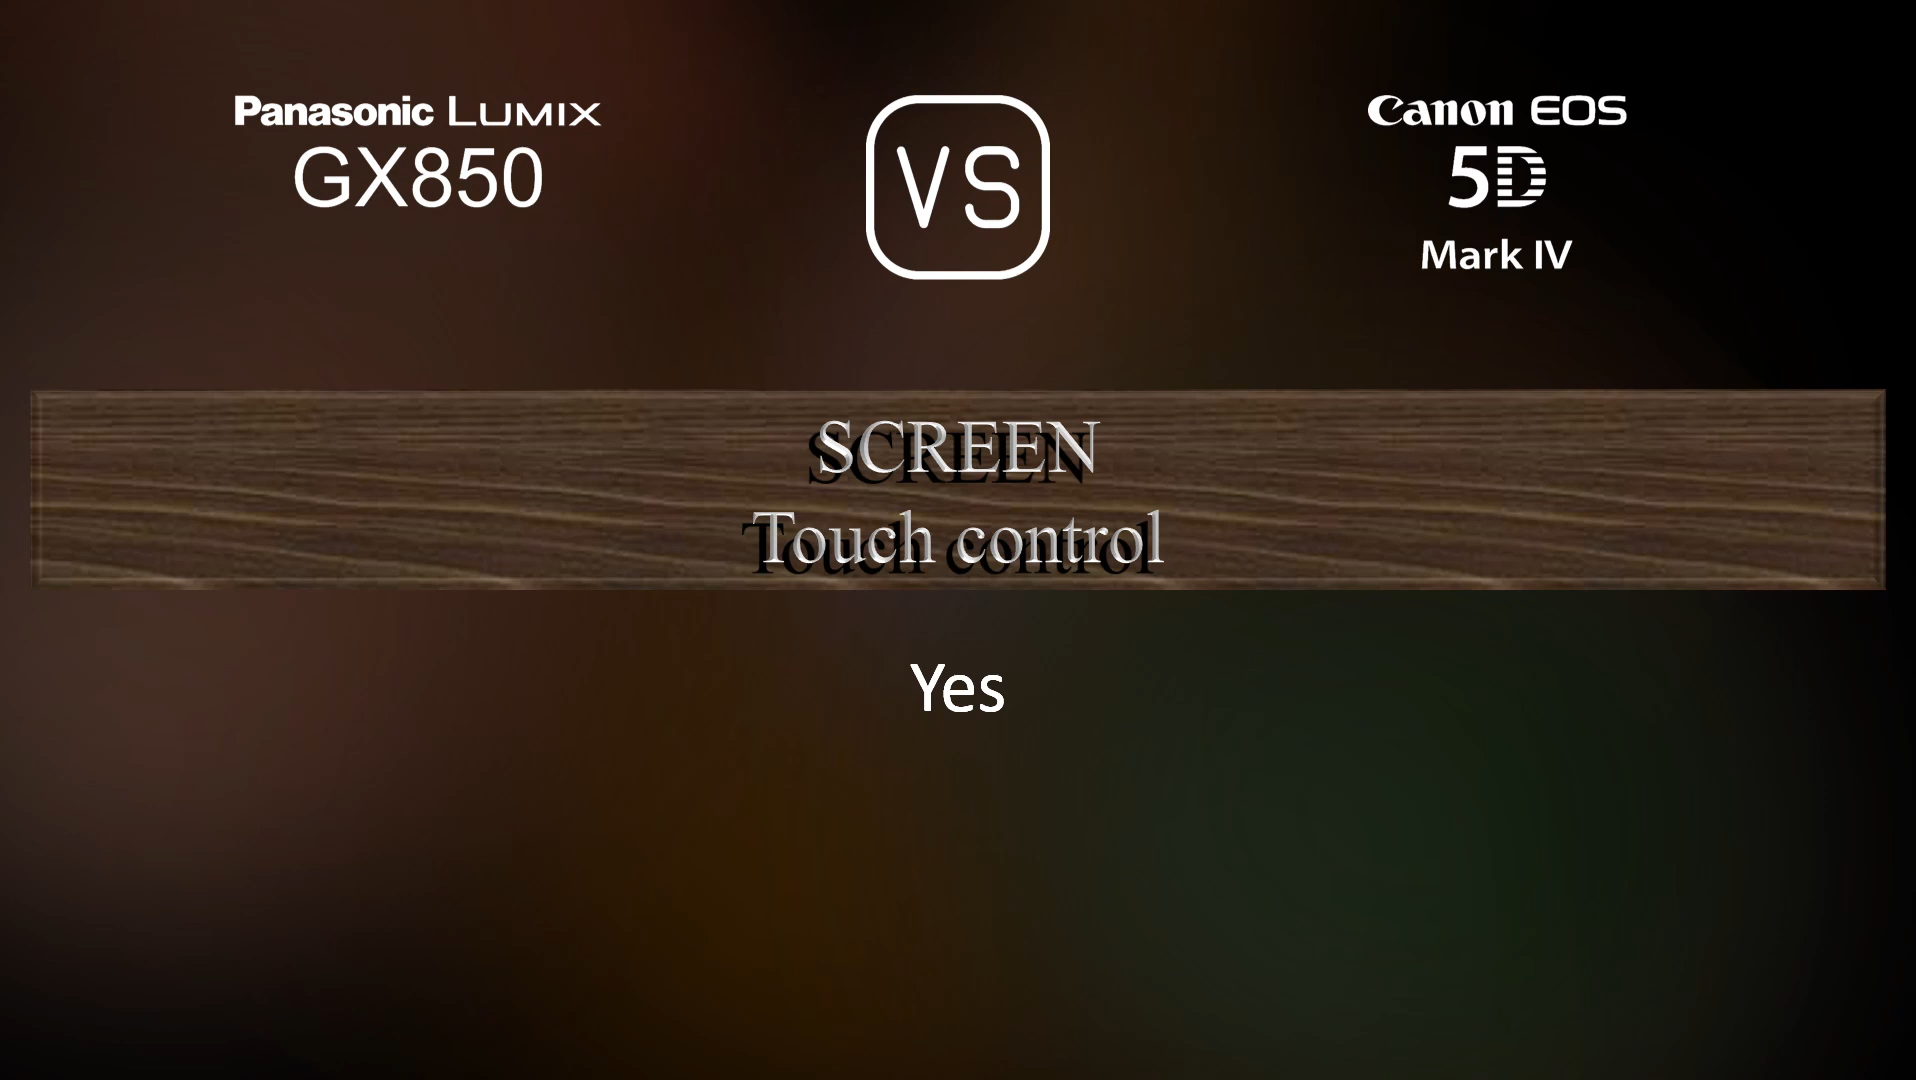 Panasonic LUMIX
GX850
VS
Canon EOS
5D
Mark IV
SCREEN
Touch control
Yes